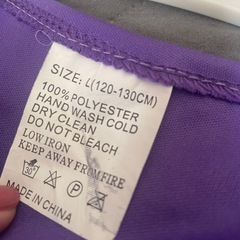 SIZE: L(120-130CM)
100% POLYESTER
HAND WASH COLD
DRY CLEAN
DO NOT BLEACH
LOW IRON
KEEP AWAY FROM FIRE
30°
P
MADE IN CHINA